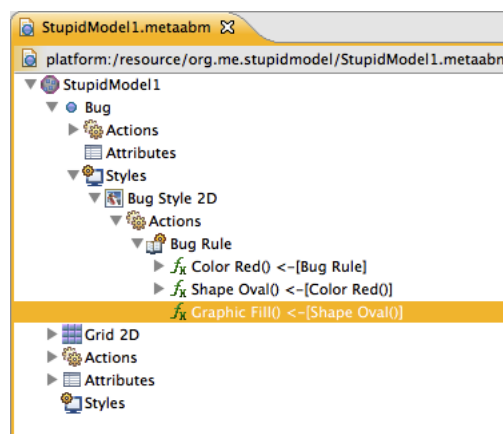 StupidModel1.metaabm
platform:/resource/org.me.stupidmodel/StupidModel1.metaabm
StupidModel1
Bug
Actions
Attributes
Styles
Bug Style 2D
Actions
Bug Rule
Color Red() <-[Bug Rule]
Shape Oval() <-[Color Red()]
Graphic Fill() <-[Shape Oval()]
Grid 2D
Actions
Attributes
Styles